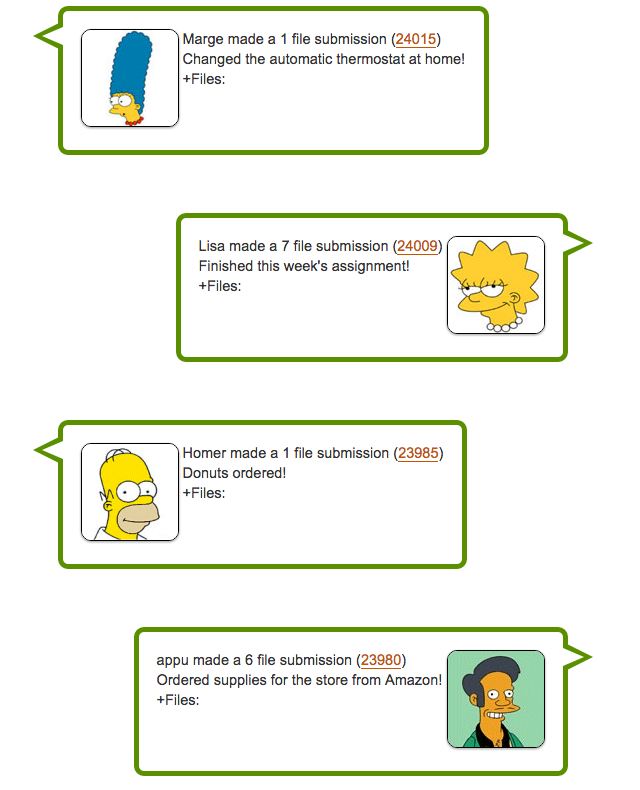 Marge made a 1 file submission (24015)
Changed the automatic thermostat at home!
+Files:
Lisa made a 7 file submission (24009)
Finished this week's assignment!
+Files:
Homer made a 1 file submission (23985)
Donuts ordered!
+Files:
appu made a 6 file submission (23980)
Ordered supplies for the store from Amazon!
+Files: